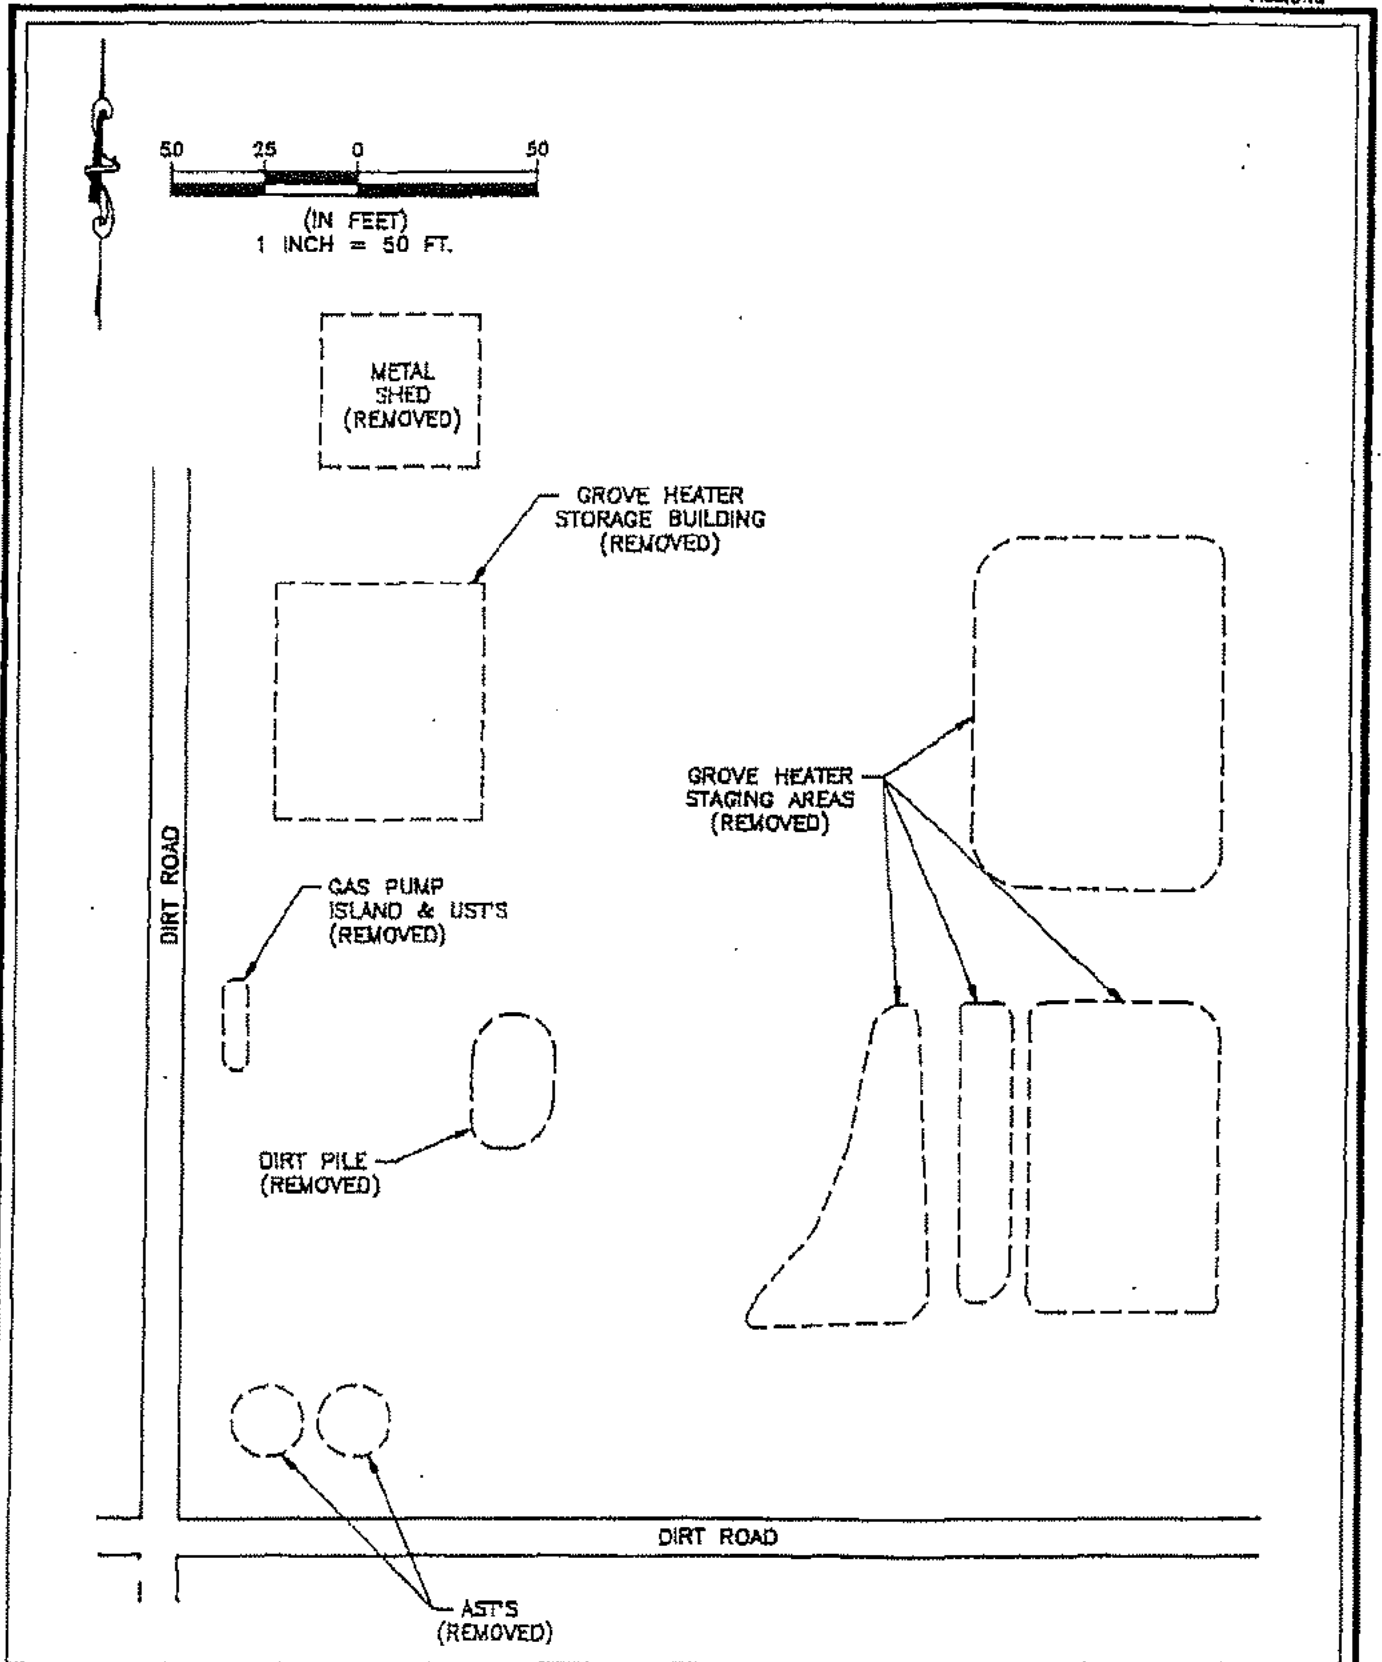 50 25 0 50
(IN FEET)
1 INCH = 50 FT.
METAL
SHED
(REMOVED)
GROVE HEATER
STORAGE BUILDING
(REMOVED)
GROVE HEATER
STAGING AREAS
(REMOVED)
DIRT ROAD
GAS PUMP
ISLAND & UST'S
(REMOVED)
DIRT PILE
(REMOVED)
DIRT ROAD
AST'S
(REMOVED)